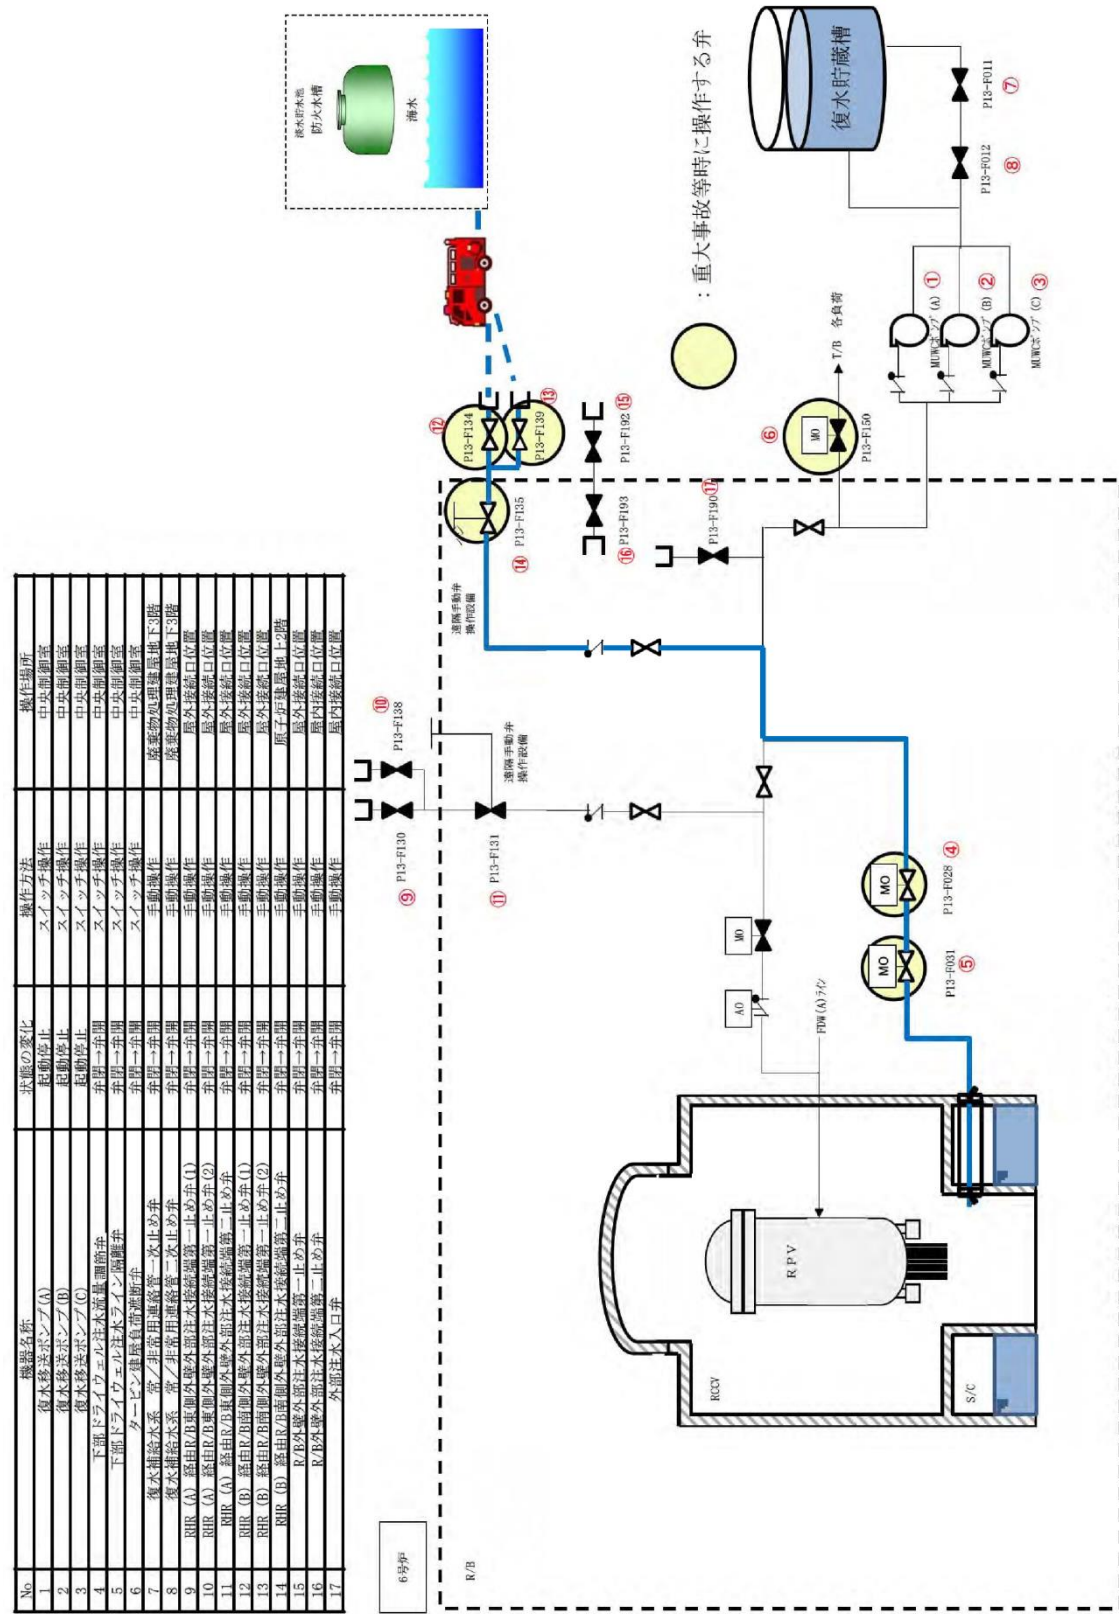 No 機器名称 状態の変化 操作方法 操作場所
1 復水移送ポンプ(A) 起動停止 スイッチ操作 中央制御室
2 復水移送ポンプ(B) 起動停止 スイッチ操作 中央制御室
3 復水移送ポンプ(C) 起動停止 スイッチ操作 中央制御室
4 下部ドライウェル注水流量調節弁 弁閉→弁開 スイッチ操作 中央制御室
5 下部ドライウェル注水ライン隔離弁 弁閉→弁開 スイッチ操作 中央制御室
6 タービン建屋負荷遮断弁 弁開→弁閉 スイッチ操作 中央制御室
7 復水補給水系 常/非常用連絡管一次止め弁 弁閉→弁開 手動操作 廃棄物処理建屋地下3階
8 復水補給水系 常/非常用連絡管二次止め弁 弁閉→弁開 手動操作 廃棄物処理建屋地下3階
9 RHR (A) 経由R/B東側外壁外部注水接続端第一止め弁(1) 弁閉→弁開 手動操作 屋外接続口位置
10 RHR (A) 経由R/B東側外壁外部注水接続端第一止め弁(2) 弁閉→弁開 手動操作 屋外接続口位置
11 RHR (A) 経由R/B東側外壁外部注水接続端第二止め弁 弁閉→弁開 手動操作 屋外接続口位置
12 RHR (B) 経由R/B南側外壁外部注水接続端第一止め弁(1) 弁閉→弁開 手動操作 屋外接続口位置
13 RHR (B) 経由R/B南側外壁外部注水接続端第一止め弁(2) 弁閉→弁開 手動操作 屋外接続口位置
14 RHR (B) 経由R/B南側外壁外部注水接続端第二止め弁 弁閉→弁開 手動操作 原子炉建屋地上2階
15 R/B外壁外部注水接続端第一止め弁 弁閉→弁開 手動操作 屋外接続口位置
16 R/B外壁外部注水接続端第二止め弁 弁閉→弁開 手動操作 屋内接続口位置
17 外部注水入口弁 弁閉→弁開 手動操作 屋内接続口位置
6号炉
R/B
淡水貯水池
防火水槽
海水
⑨ P13-F130
⑩ P13-F138
⑪ P13-F131
遠隔手動弁
操作設備
遠隔手動弁
操作設備
⑫ P13-F134
⑬ P13-F139
⑭ P13-F135
⑮ P13-F192
⑯ P13-F193
⑰ P13-F190
:重大事故等時に操作する弁
⑥
MO
P13-F150
T/B 各負荷
復水貯蔵槽
P13-F011 ⑦
P13-F012 ⑧
MUWCポンプ(A) ①
MUWCポンプ(B) ②
MUWCポンプ(C) ③
MO
AO
FDW(A)ライン
MO
P13-F028 ④
MO
P13-F031 ⑤
RPV
RCCV
S/C